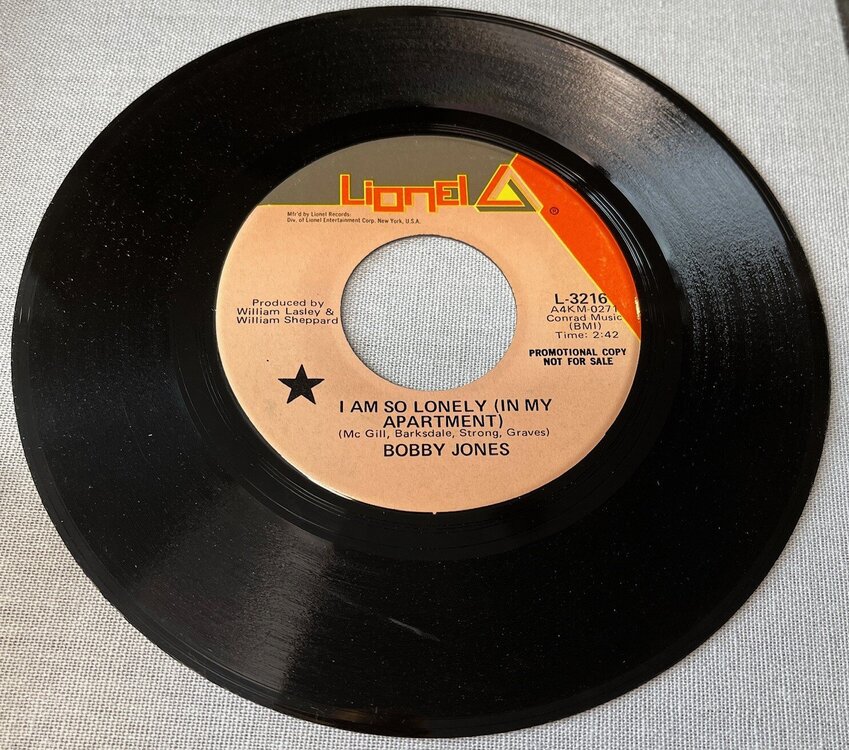 Lionel
®
Mfr'd by Lionel Records:
Div. of Lionel Entertainment Corp. New York, U.S.A.
Produced by
William Lasley &
William Sheppard
L-3216
A4KM-0271
Conrad Music
(BMI)
Time: 2:42
PROMOTIONAL COPY
NOT FOR SALE
I AM SO LONELY (IN MY
APARTMENT)
(Mc Gill, Barksdale, Strong, Graves)
BOBBY JONES